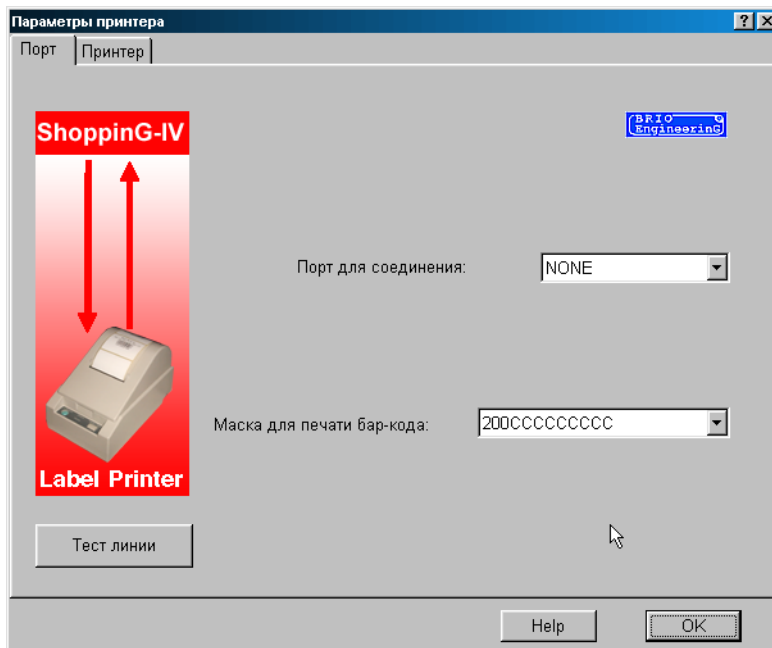 Параметры принтера
Порт
Принтер
ShoppinG-IV
BRIO
EngineerinG
Порт для соединения:
NONE
Маска для печати бар-кода:
200CCCCCCCCC
Label Printer
Тест линии
Help
OK